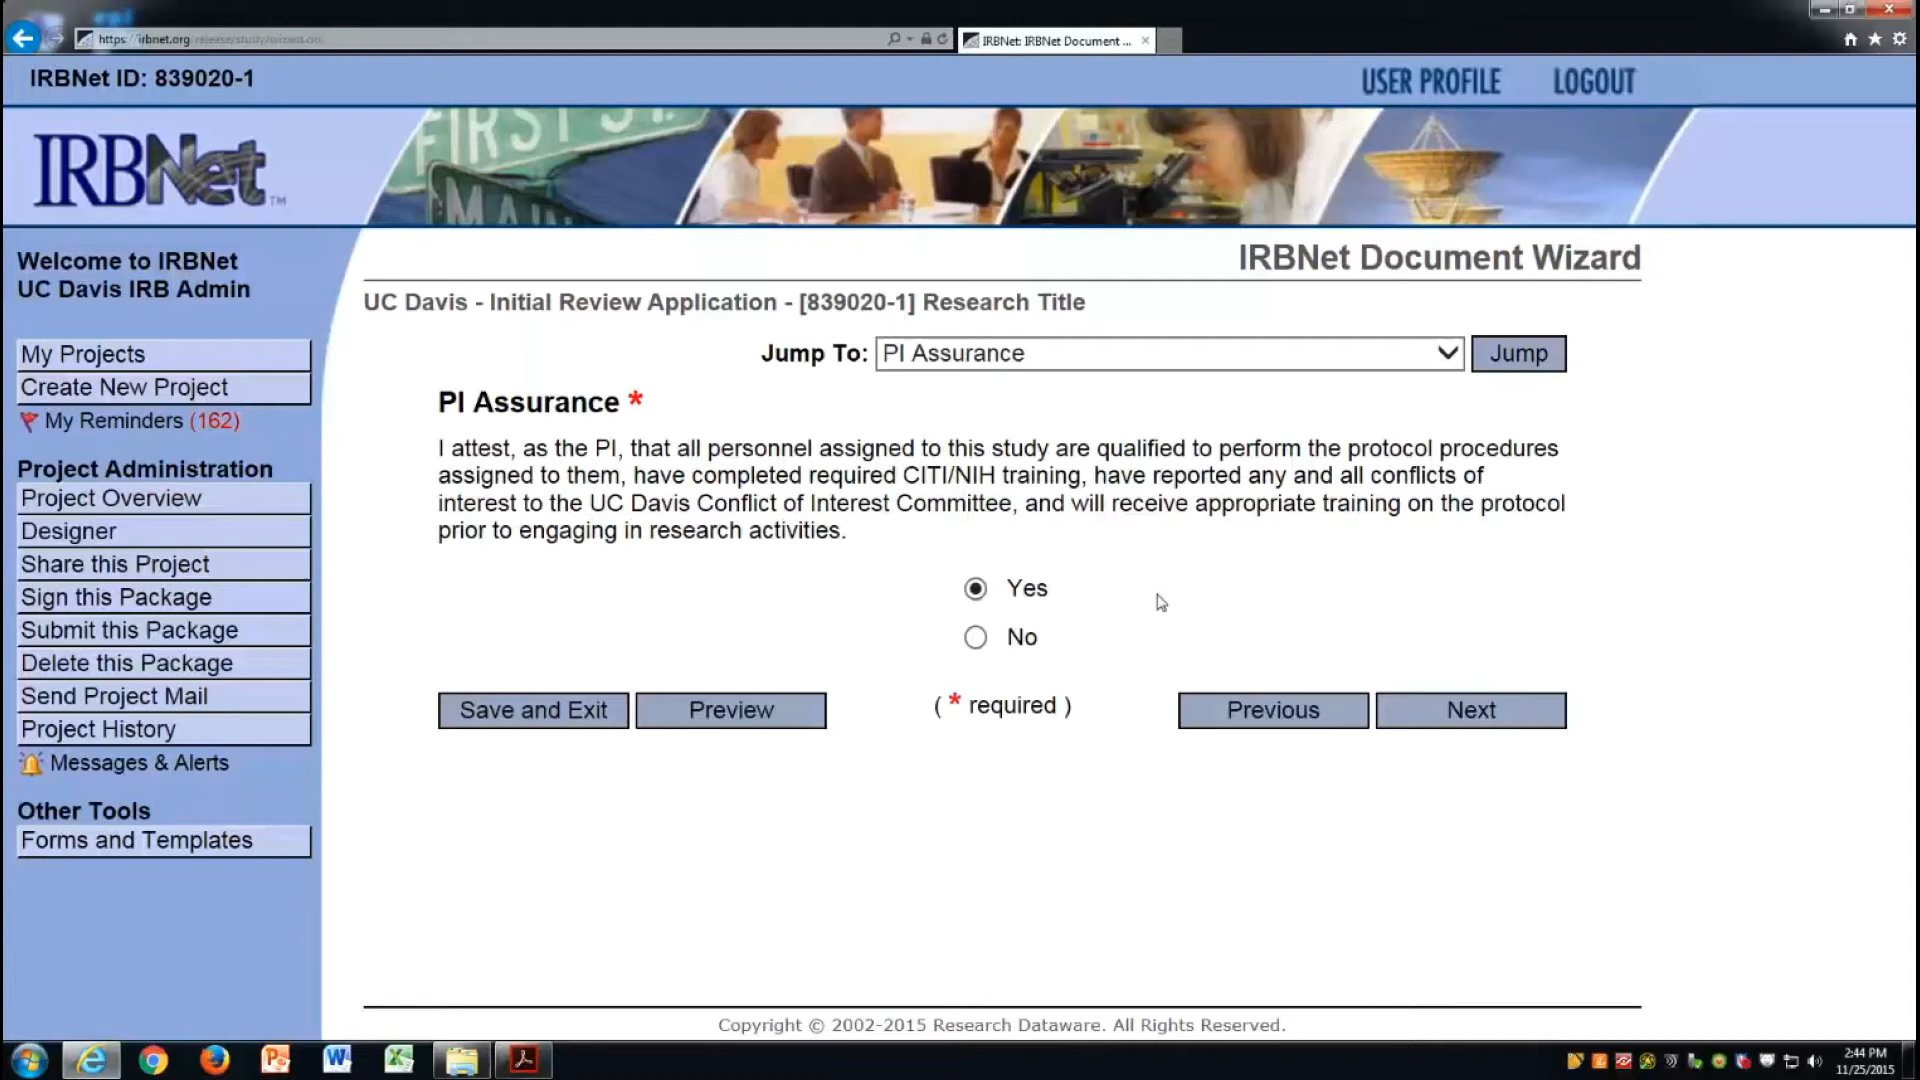 https://irbnet.org/release/study/wizard.do
IRBNet: IRBNet Document ...
IRBNet ID: 839020-1
USER PROFILE
LOGOUT
FIRST ST.
MAIN
IRBNet™
Welcome to IRBNet
UC Davis IRB Admin
My Projects
Create New Project
My Reminders (162)
Project Administration
Project Overview
Designer
Share this Project
Sign this Package
Submit this Package
Delete this Package
Send Project Mail
Project History
Messages & Alerts
Other Tools
Forms and Templates
IRBNet Document Wizard
UC Davis - Initial Review Application - [839020-1] Research Title
Jump To: PI Assurance Jump
PI Assurance *
I attest, as the PI, that all personnel assigned to this study are qualified to perform the protocol procedures
assigned to them, have completed required CITI/NIH training, have reported any and all conflicts of
interest to the UC Davis Conflict of Interest Committee, and will receive appropriate training on the protocol
prior to engaging in research activities.
Yes
No
Save and Exit Preview ( * required ) Previous Next
Copyright © 2002-2015 Research Dataware. All Rights Reserved.
2:44 PM
11/25/2015